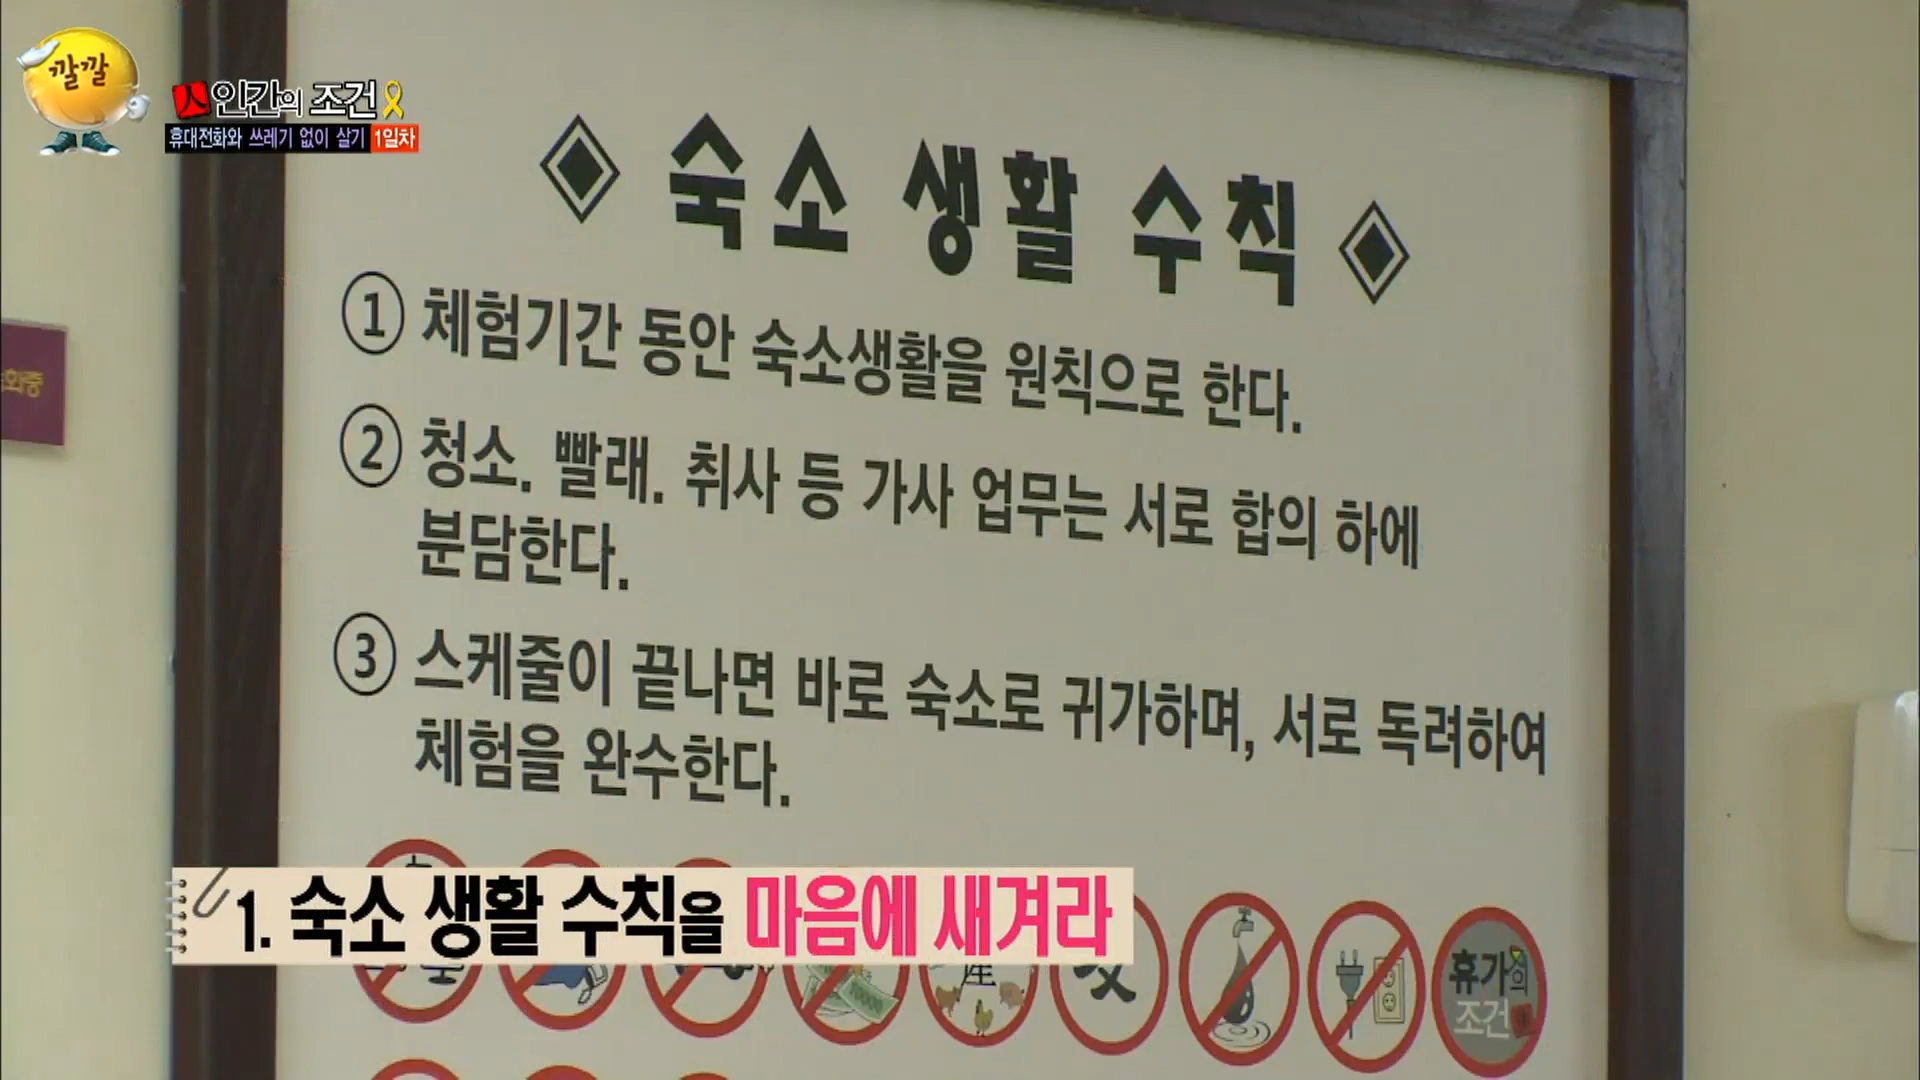 깔깔
人 인간의 조건
휴대전화와 쓰레기 없이 살기 1일차
숙소 생활 수칙
① 체험기간 동안 숙소생활을 원칙으로 한다.
② 청소. 빨래. 취사 등 가사 업무는 서로 합의 하에
분담한다.
③ 스케줄이 끝나면 바로 숙소로 귀가하며, 서로 독려하여
체험을 완수한다.
화중
1. 숙소 생활 수칙을 마음에 새겨라
産
휴가의
조건